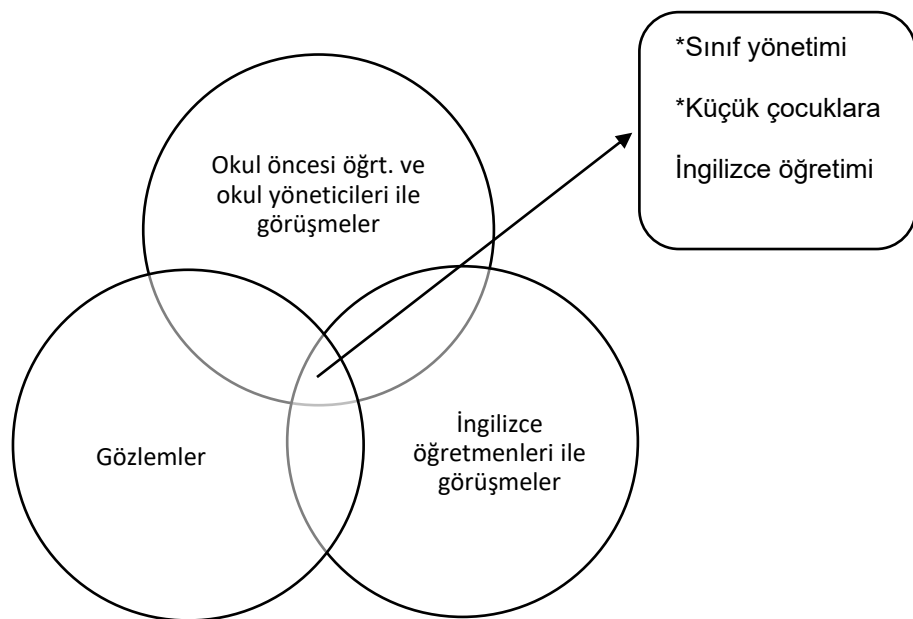 *Sınıf yönetimi
*Küçük çocuklara
İngilizce öğretimi
Okul öncesi öğrt. ve
okul yöneticileri ile
görüşmeler
Gözlemler
İngilizce
öğretmenleri ile
görüşmeler